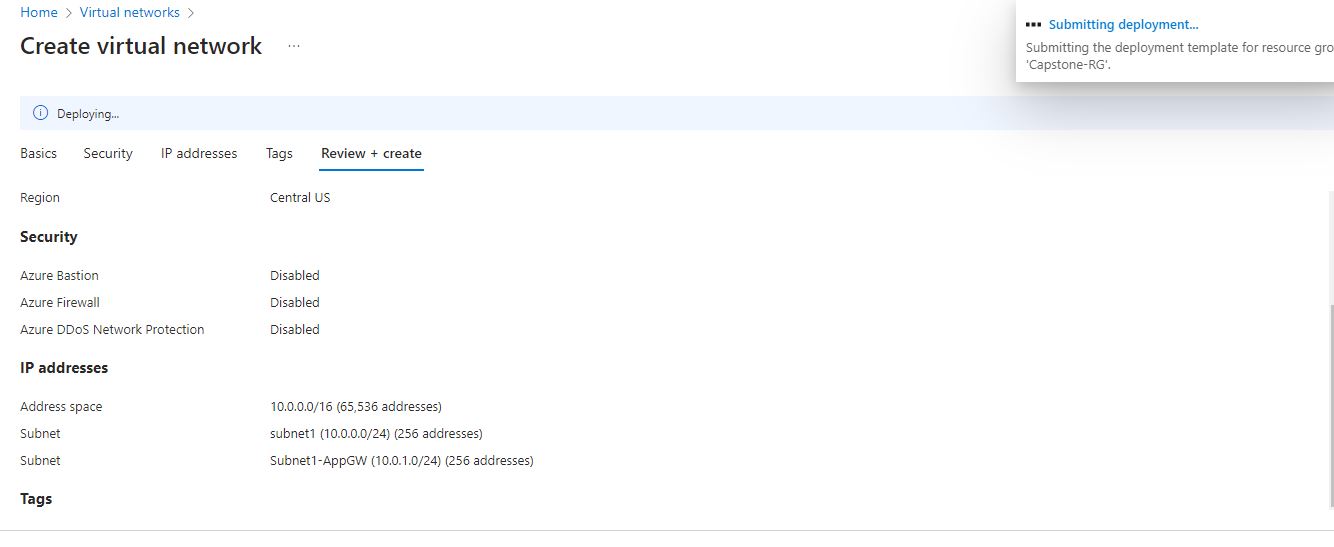 Home > Virtual networks >
Create virtual network ...
Submitting deployment...
Submitting the deployment template for resource gro
'Capstone-RG'.
Deploying...
Basics Security IP addresses Tags Review + create
Region Central US
Security
Azure Bastion Disabled
Azure Firewall Disabled
Azure DDoS Network Protection Disabled
IP addresses
Address space 10.0.0.0/16 (65,536 addresses)
Subnet subnet1 (10.0.0.0/24) (256 addresses)
Subnet Subnet1-AppGW (10.0.1.0/24) (256 addresses)
Tags